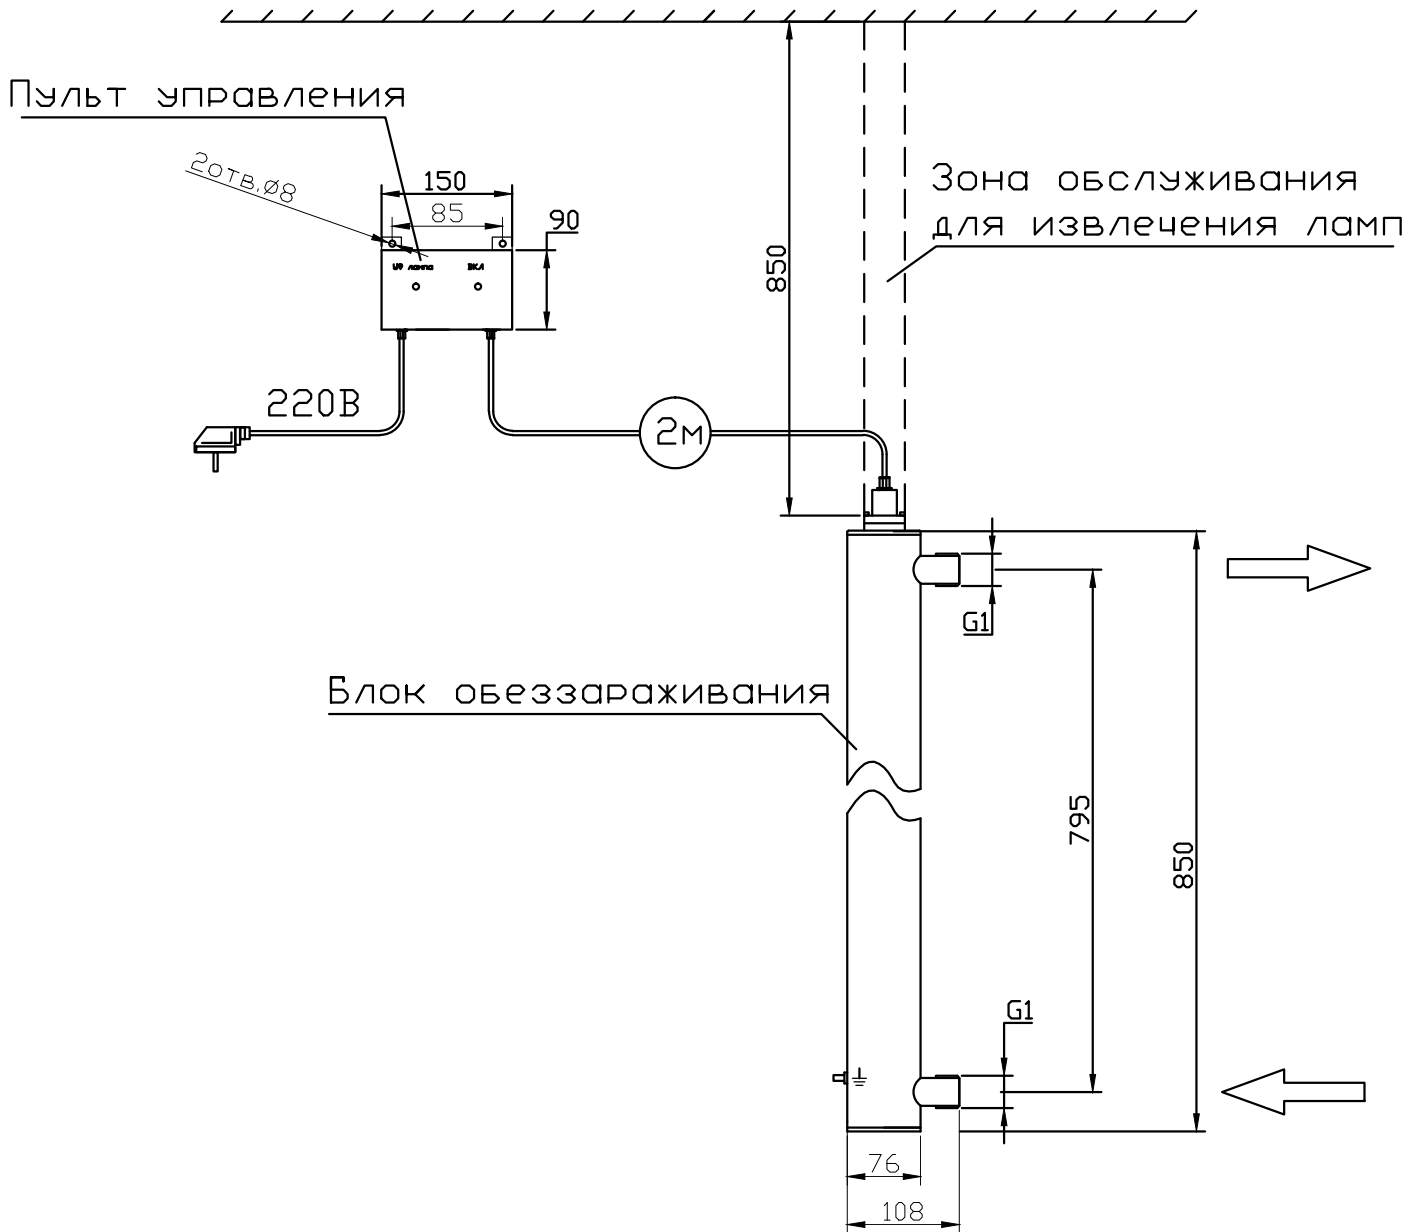 Пульт управления
2отв.⌀8
150
85
90
УФ лампа
ВКЛ
850
Зона обслуживания
для извлечения ламп
220В
2м
G1
Блок обеззараживания
795
850
G1
76
108